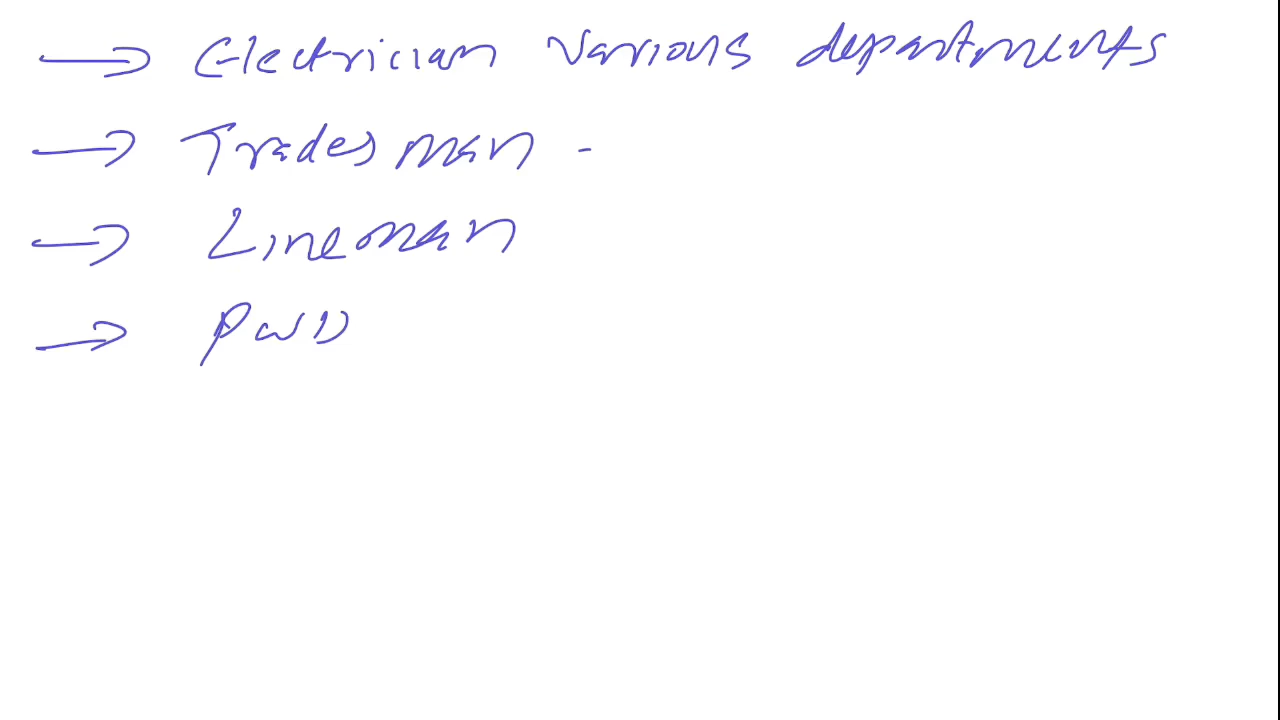 → Electrician various departments
→ Tradesman -
→ Lineman
→ PWD